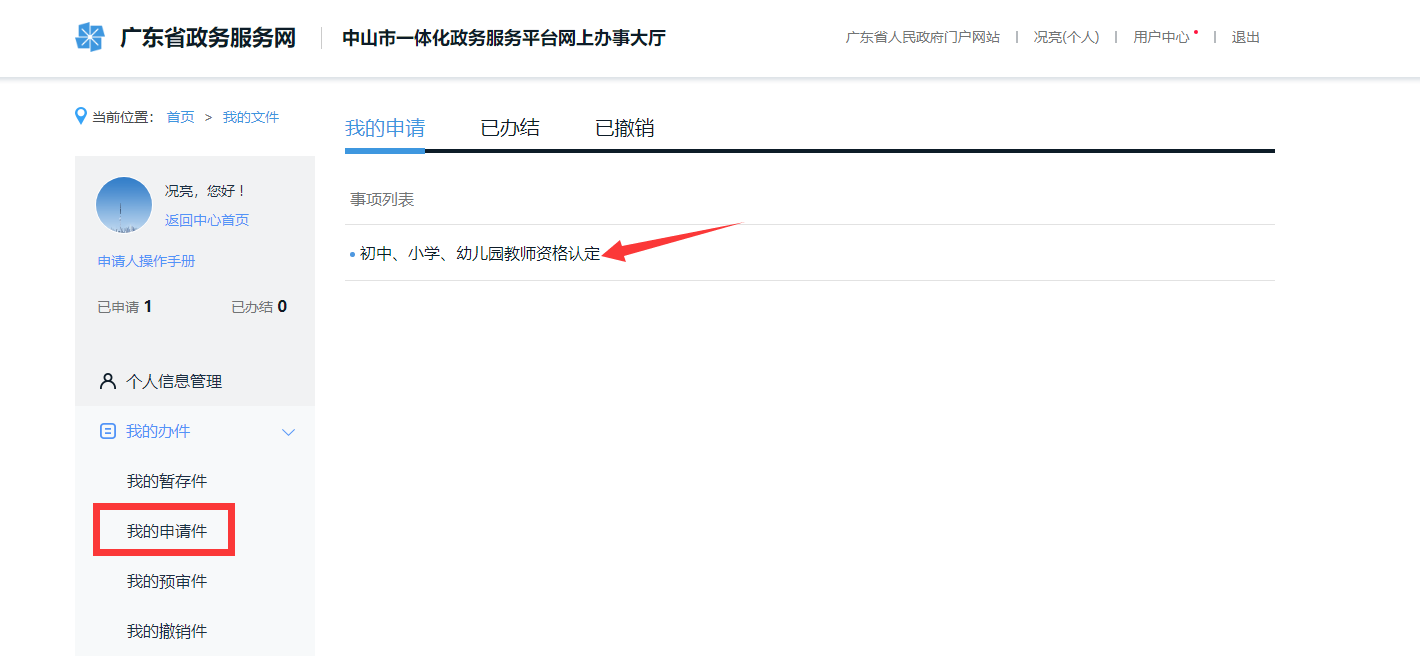 广东省政务服务网 中山市一体化政务服务平台网上办事大厅 广东省人民政府门户网站 | 况亮(个人) | 用户中心 | 退出
当前位置： 首页 > 我的文件
我的申请 已办结 已撤销
况亮，您好！
返回中心首页
申请人操作手册
已申请 1 已办结 0
个人信息管理
我的办件
我的暂存件
我的申请件
我的预审件
我的撤销件
事项列表
初中、小学、幼儿园教师资格认定